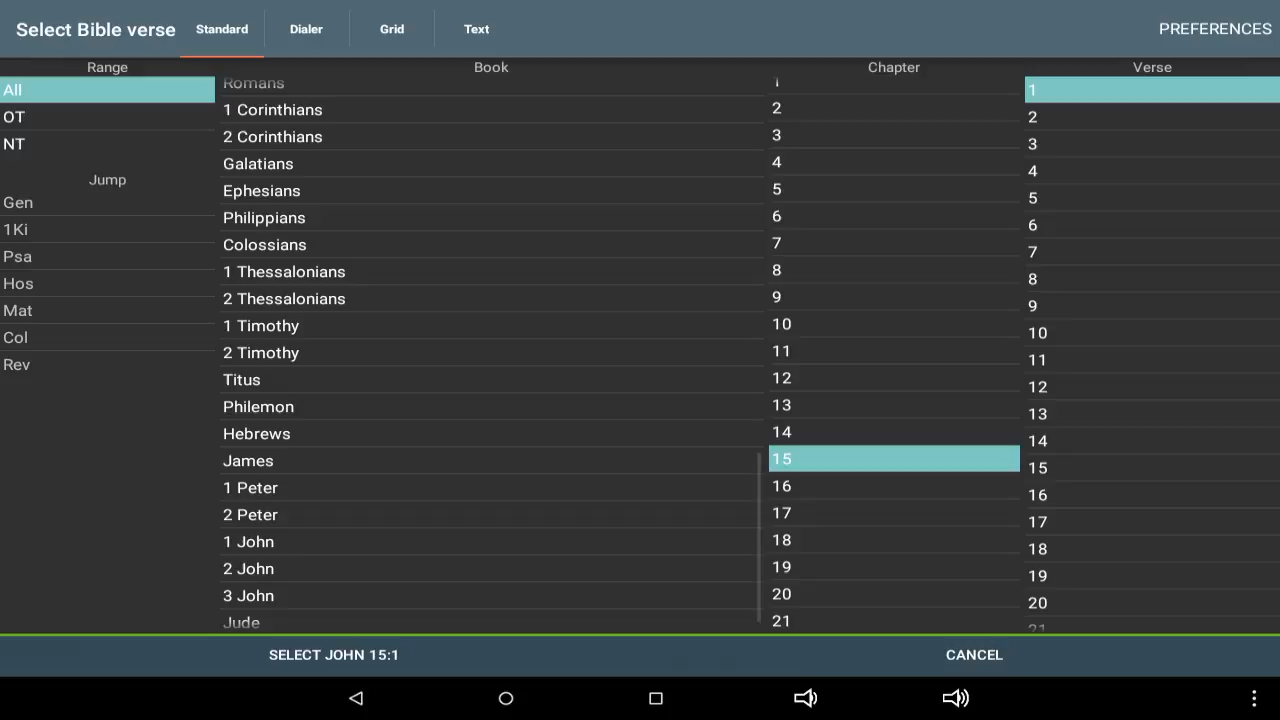 Select Bible verse Standard Dialer Grid Text PREFERENCES
Range
All
OT
NT
Jump
Gen
1Ki
Psa
Hos
Mat
Col
Rev
Book
Romans
1 Corinthians
2 Corinthians
Galatians
Ephesians
Philippians
Colossians
1 Thessalonians
2 Thessalonians
1 Timothy
2 Timothy
Titus
Philemon
Hebrews
James
1 Peter
2 Peter
1 John
2 John
3 John
Jude
Chapter
1
2
3
4
5
6
7
8
9
10
11
12
13
14
15
16
17
18
19
20
21
Verse
1
2
3
4
5
6
7
8
9
10
11
12
13
14
15
16
17
18
19
20
21
SELECT JOHN 15:1 CANCEL